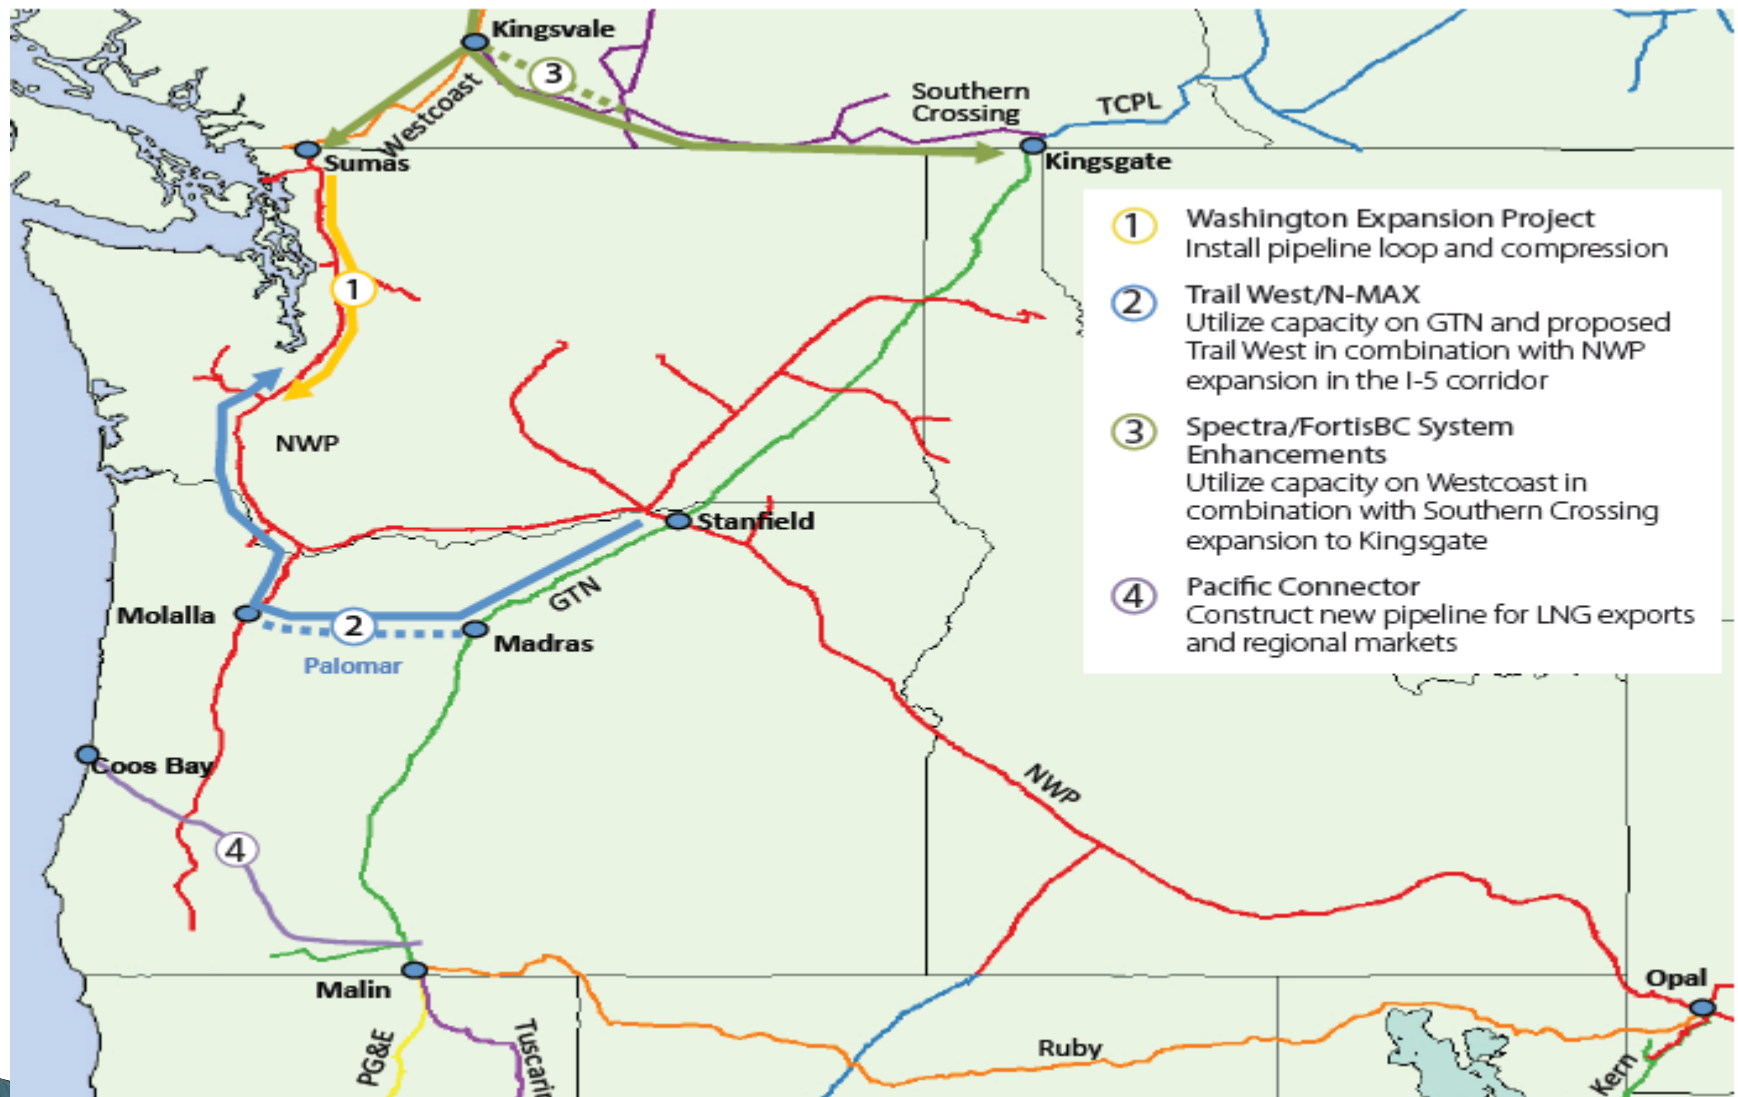 Kingsvale
3
Westcoast
Southern
Crossing
TCPL
Sumas
Kingsgate
1
Washington Expansion Project
Install pipeline loop and compression
1
2
Trail West/N-MAX
Utilize capacity on GTN and proposed
Trail West in combination with NWP
expansion in the I-5 corridor
3
Spectra/FortisBC System
Enhancements
Utilize capacity on Westcoast in
combination with Southern Crossing
expansion to Kingsgate
4
Pacific Connector
Construct new pipeline for LNG exports
and regional markets
NWP
Stanfield
GTN
Molalla
2
Madras
Palomar
Coos Bay
NWP
4
Malin
Opal
PG&E
Tuscarin
Ruby
Kern